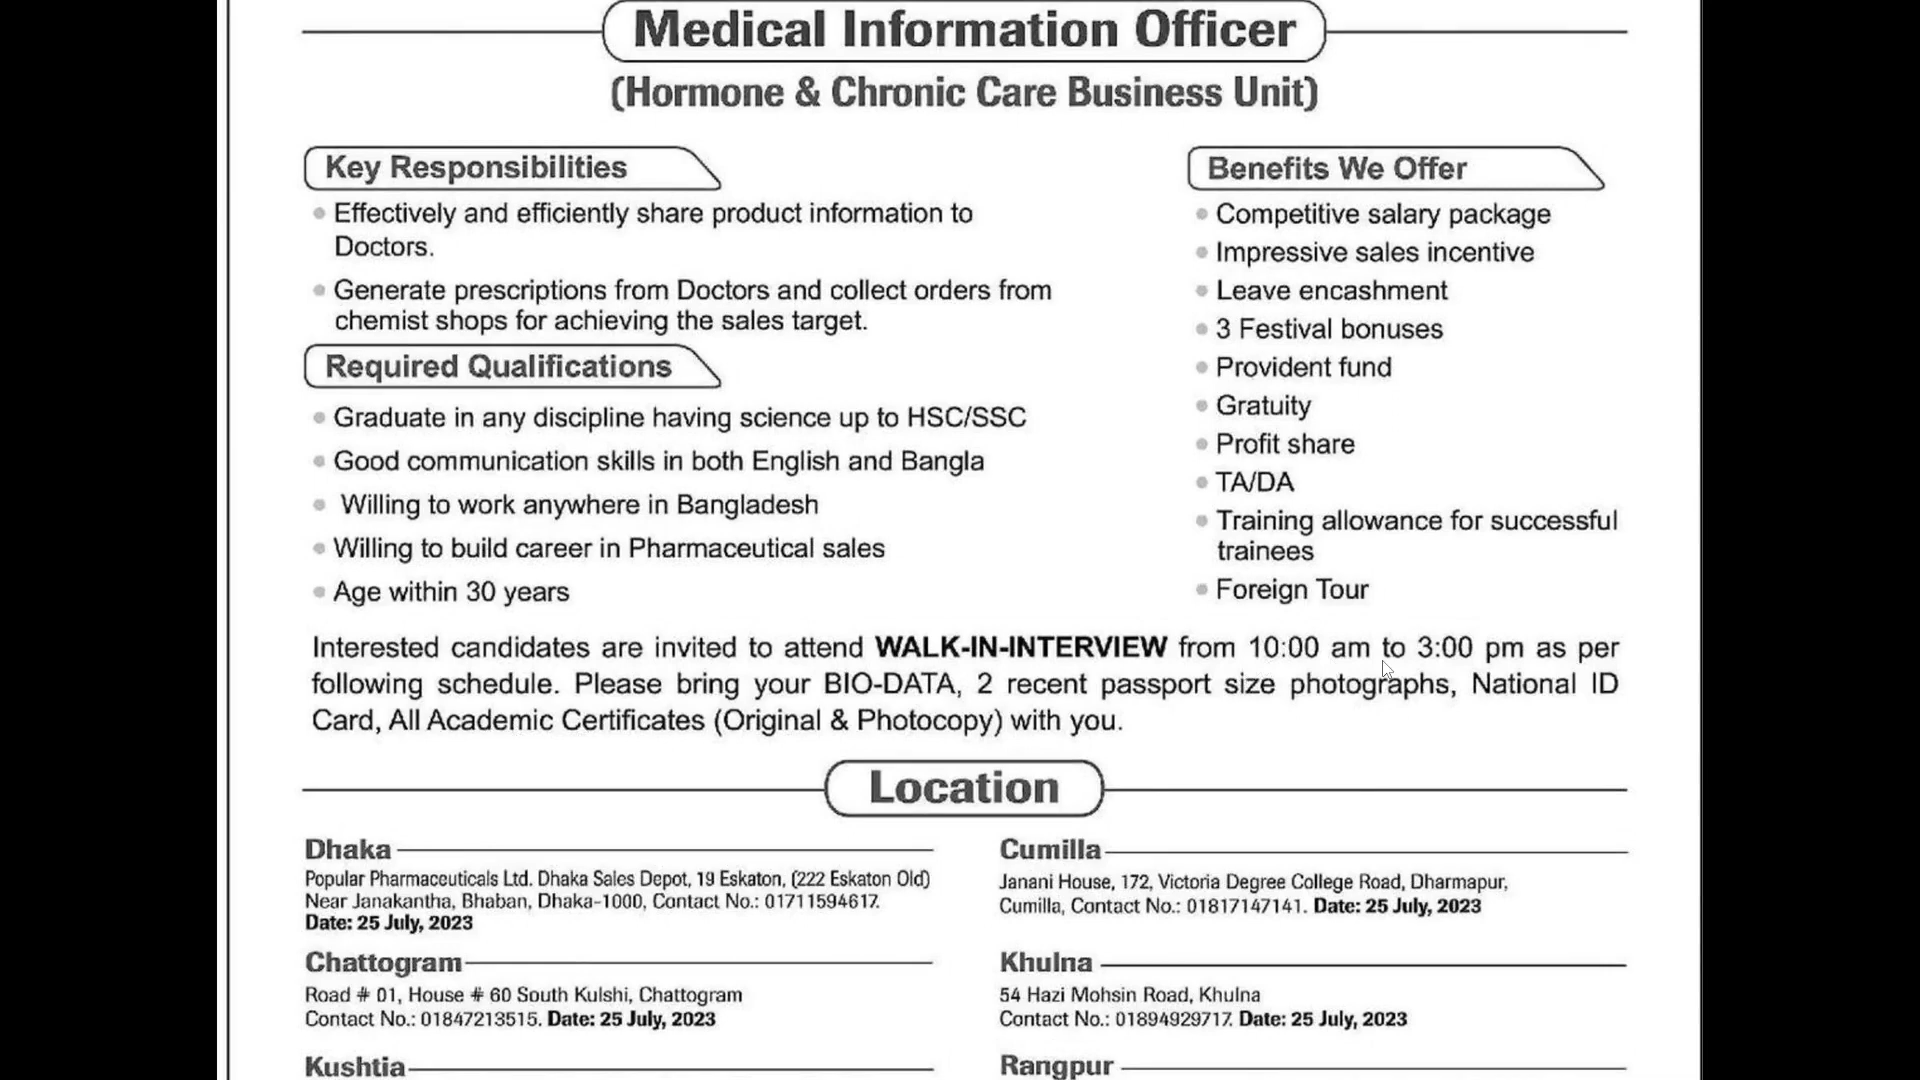 Medical Information Officer
(Hormone & Chronic Care Business Unit)
Key Responsibilities
Effectively and efficiently share product information to
Doctors.
Generate prescriptions from Doctors and collect orders from
chemist shops for achieving the sales target.
Required Qualifications
Graduate in any discipline having science up to HSC/SSC
Good communication skills in both English and Bangla
Willing to work anywhere in Bangladesh
Willing to build career in Pharmaceutical sales
Age within 30 years
Benefits We Offer
Competitive salary package
Impressive sales incentive
Leave encashment
3 Festival bonuses
Provident fund
Gratuity
Profit share
TA/DA
Training allowance for successful
trainees
Foreign Tour
Interested candidates are invited to attend WALK-IN-INTERVIEW from 10:00 am to 3:00 pm as per
following schedule. Please bring your BIO-DATA, 2 recent passport size photographs, National ID
Card, All Academic Certificates (Original & Photocopy) with you.
Location
Dhaka
Popular Pharmaceuticals Ltd. Dhaka Sales Depot, 19 Eskaton, (222 Eskaton Old)
Near Janakantha, Bhaban, Dhaka-1000, Contact No.: 01711594617.
Date: 25 July, 2023
Cumilla
Janani House, 172, Victoria Degree College Road, Dharmapur,
Cumilla, Contact No.: 01817147141. Date: 25 July, 2023
Chattogram
Road # 01, House # 60 South Kulshi, Chattogram
Contact No.: 01847213515. Date: 25 July, 2023
Khulna
54 Hazi Mohsin Road, Khulna
Contact No.: 01894929717. Date: 25 July, 2023
Kushtia
Rangpur